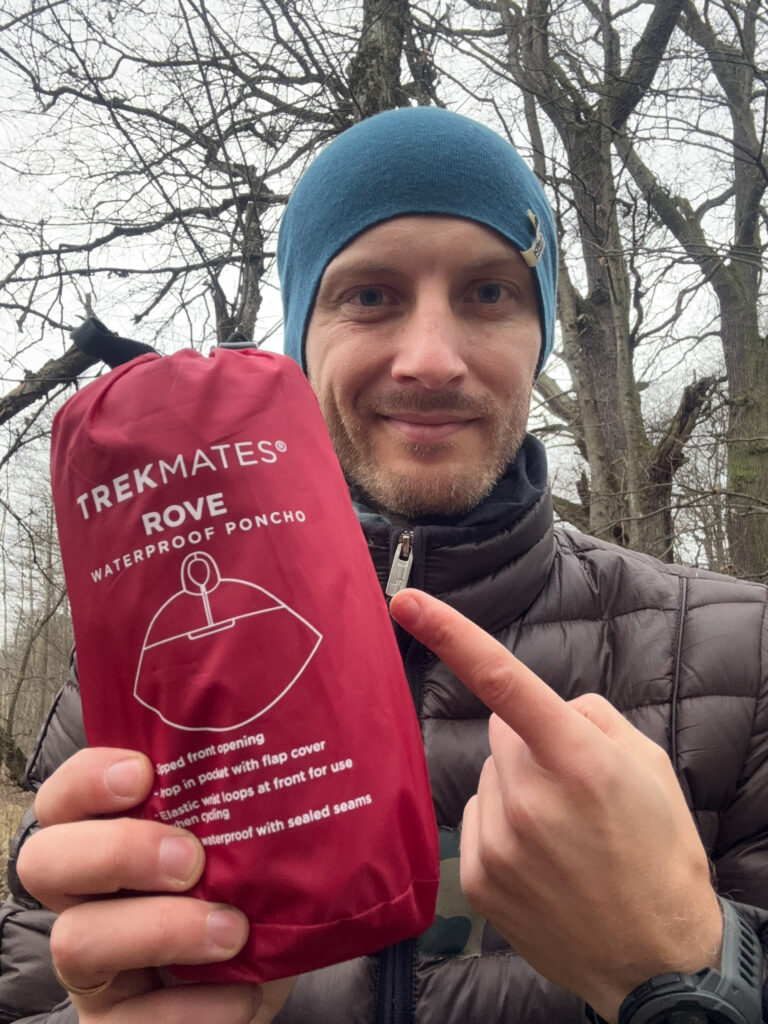 TREKMATES®
ROVE
WATERPROOF PONCHO
front opening
in pocket with flap cover
- Elastic wrist loops at front for use
when cycling
waterproof with sealed seams